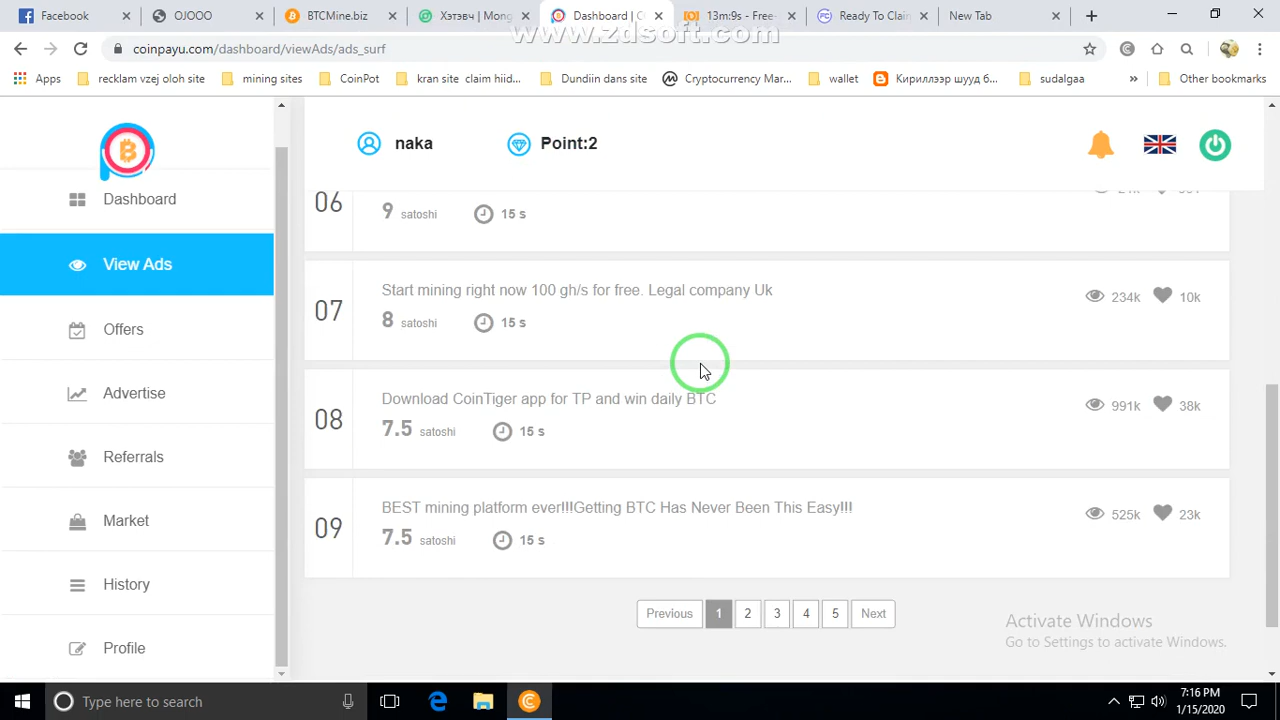 Facebook
OJOOO
BTCMine.biz
Хэтэвч | Mong
Dashboard | C
13m:9s - Free-
Ready To Clain
New Tab
www.zdsoft.com
coinpayu.com/dashboard/viewAds/ads_surf
Apps
recklam vzej oloh site
mining sites
CoinPot
kran site claim hiid...
Dundiin dans site
Cryptocurrency Mar...
wallet
Кириллээр шууд б...
sudalgaa
»
Other bookmarks
naka
Point:2
Dashboard
View Ads
Offers
Advertise
Referrals
Market
History
Profile
06
9 satoshi
15 s
07
Start mining right now 100 gh/s for free. Legal company Uk
8 satoshi
15 s
234k
10k
08
Download CoinTiger app for TP and win daily BTC
7.5 satoshi
15 s
991k
38k
09
BEST mining platform ever!!!Getting BTC Has Never Been This Easy!!!
7.5 satoshi
15 s
525k
23k
Previous 1 2 3 4 5 Next
Activate Windows
Go to Settings to activate Windows.
Type here to search
7:16 PM
1/15/2020